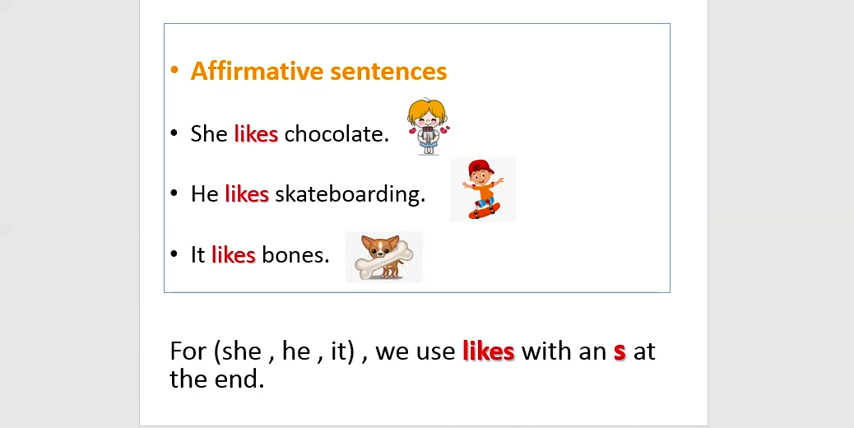 • Affirmative sentences
• She likes chocolate.
• He likes skateboarding.
• It likes bones.
For (she , he , it) , we use likes with an s at
the end.